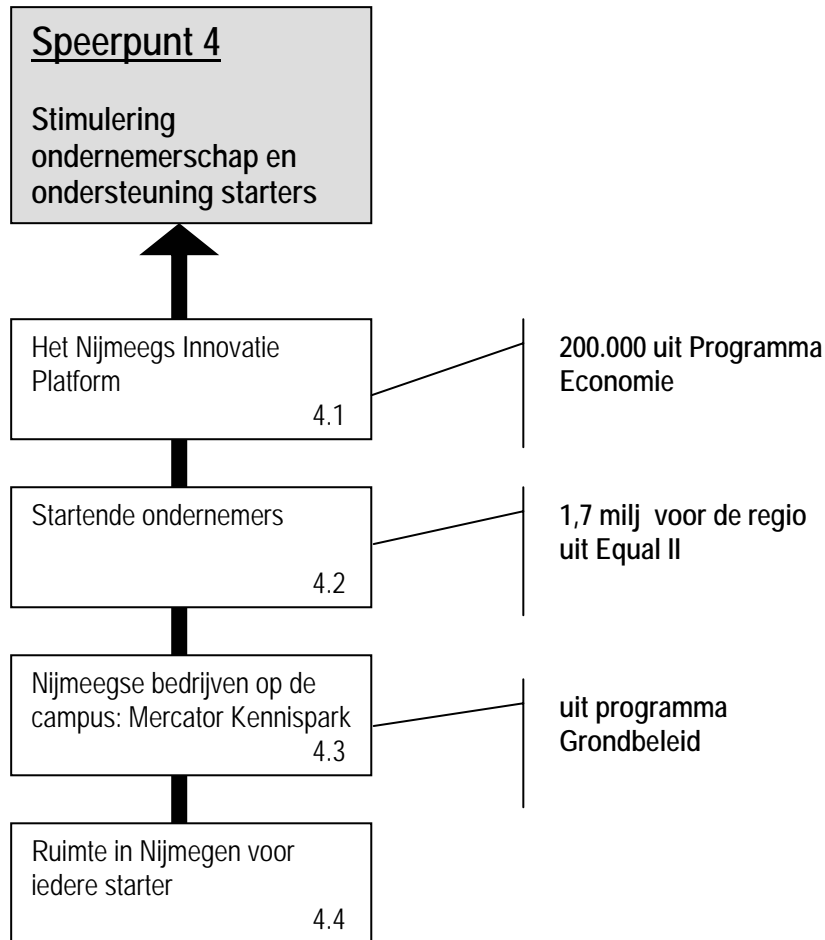 Speerpunt 4
Stimulering
ondernemerschap en
ondersteuning starters
Het Nijmeegs Innovatie
Platform
4.1
200.000 uit Programma
Economie
Startende ondernemers
4.2
1,7 milj voor de regio
uit Equal II
Nijmeegse bedrijven op de
campus: Mercator Kennispark
4.3
uit programma
Grondbeleid
Ruimte in Nijmegen voor
iedere starter
4.4